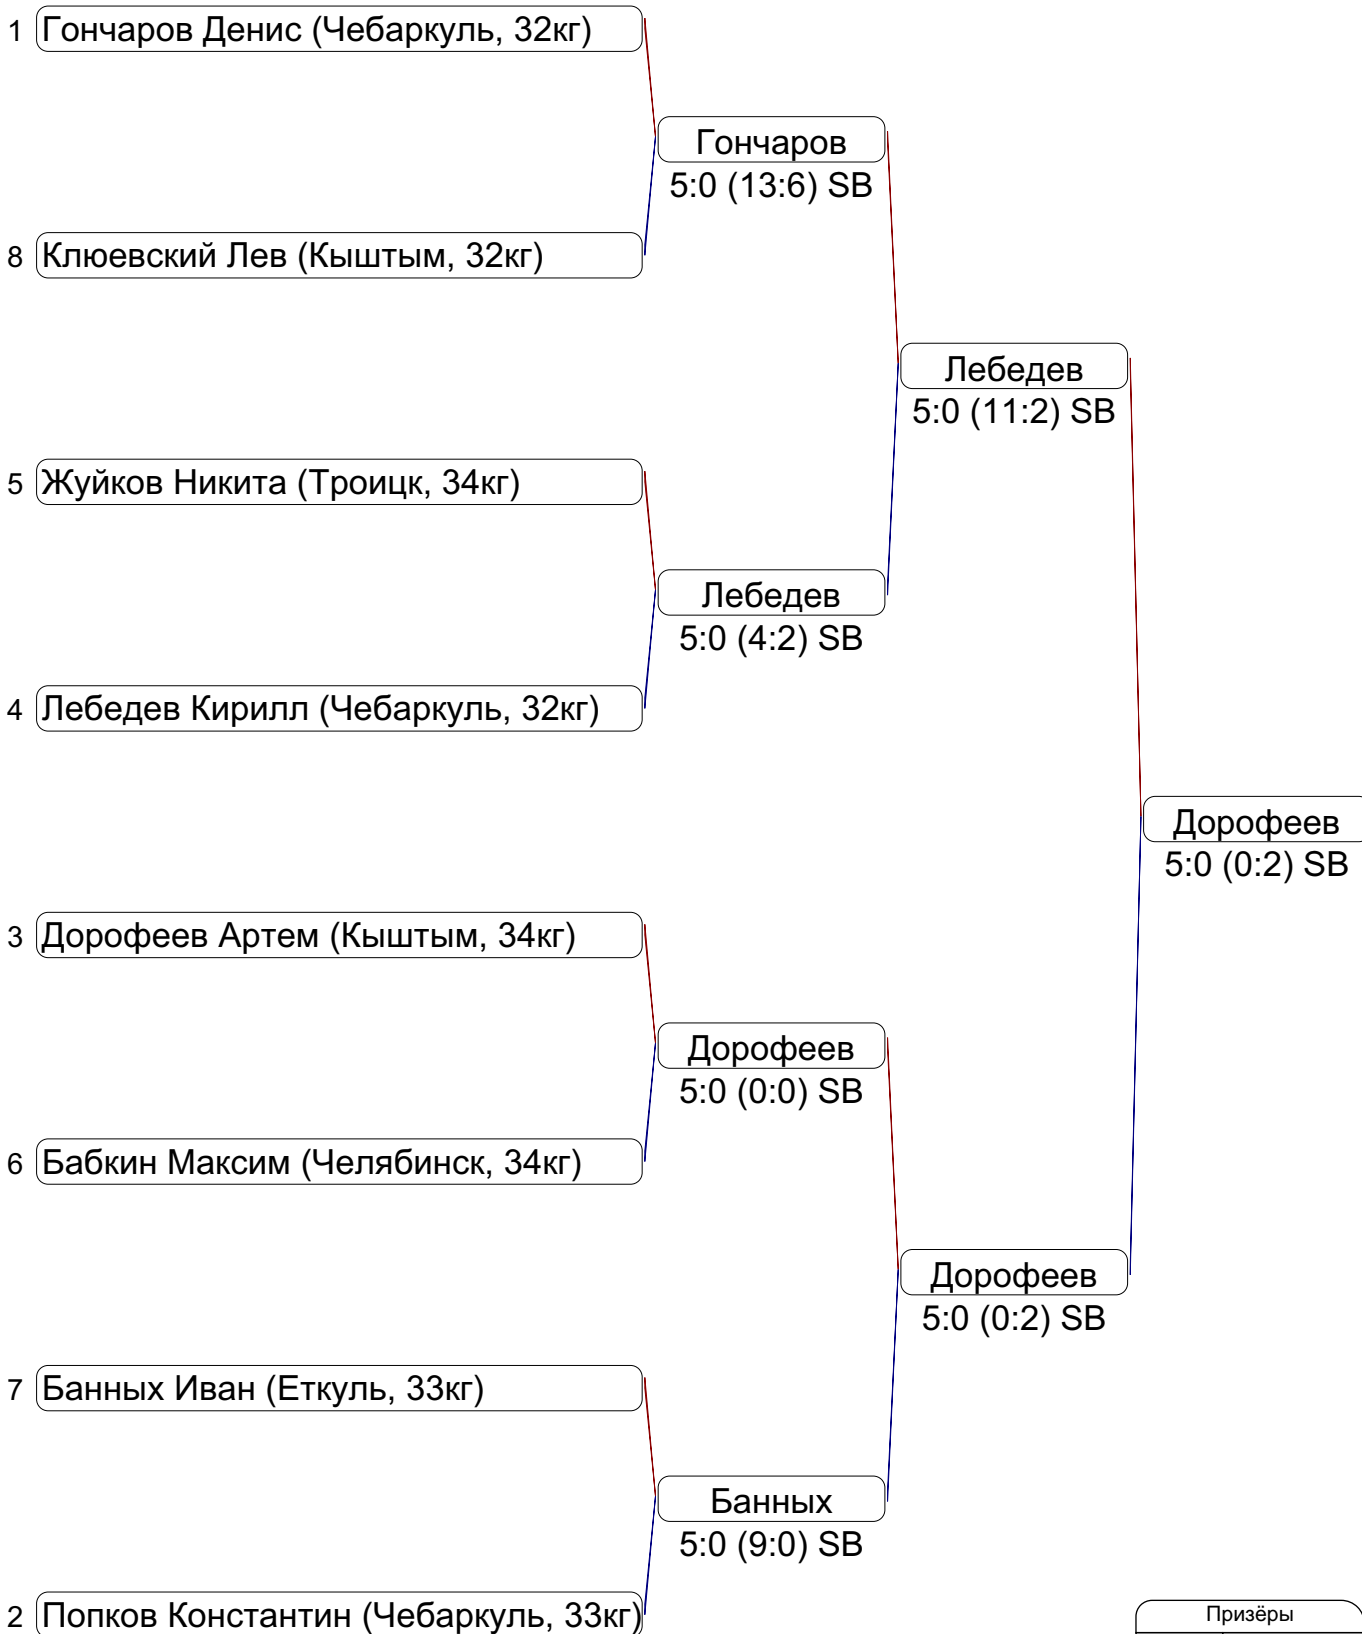 1 Гончаров Денис (Чебаркуль, 32кг)
Гончаров
5:0 (13:6) SB
8 Клюевский Лев (Кыштым, 32кг)
Лебедев
5:0 (11:2) SB
5 Жуйков Никита (Троицк, 34кг)
Лебедев
5:0 (4:2) SB
4 Лебедев Кирилл (Чебаркуль, 32кг)
Дорофеев
5:0 (0:2) SB
3 Дорофеев Артем (Кыштым, 34кг)
Дорофеев
5:0 (0:0) SB
6 Бабкин Максим (Челябинск, 34кг)
Дорофеев
5:0 (0:2) SB
7 Банных Иван (Еткуль, 33кг)
Банных
5:0 (9:0) SB
2 Попков Константин (Чебаркуль, 33кг)
Призёры